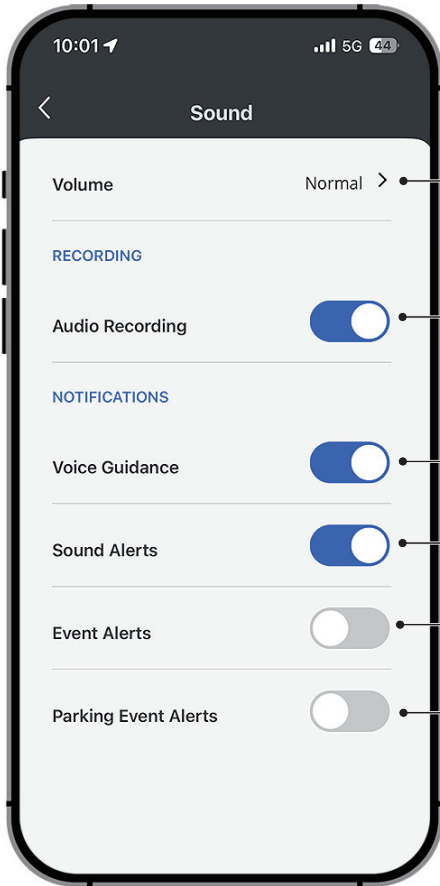 10:01 5G 44
Sound
Volume Normal
RECORDING
Audio Recording
NOTIFICATIONS
Voice Guidance
Sound Alerts
Event Alerts
Parking Event Alerts